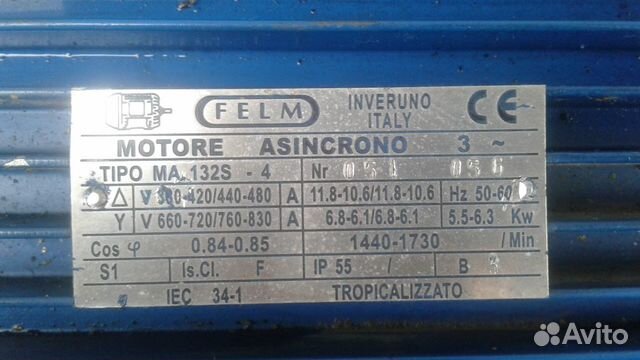 FELM
INVERUNO
ITALY
CE
MOTORE ASINCRONO 3 ~
TIPO MA 132S - 4 Nr 051 056
△ V 380-420/440-480 A 11.8-10.6/11.8-10.6 Hz 50-60
Y V 660-720/760-830 A 6.8-6.1/6.8-6.1 5.5-6.3 Kw
Cos φ 0.84-0.85 1440-1730 /Min
S1 Is.Cl. F IP 55 / B
IEC 34-1 TROPICALIZZATO
Avito